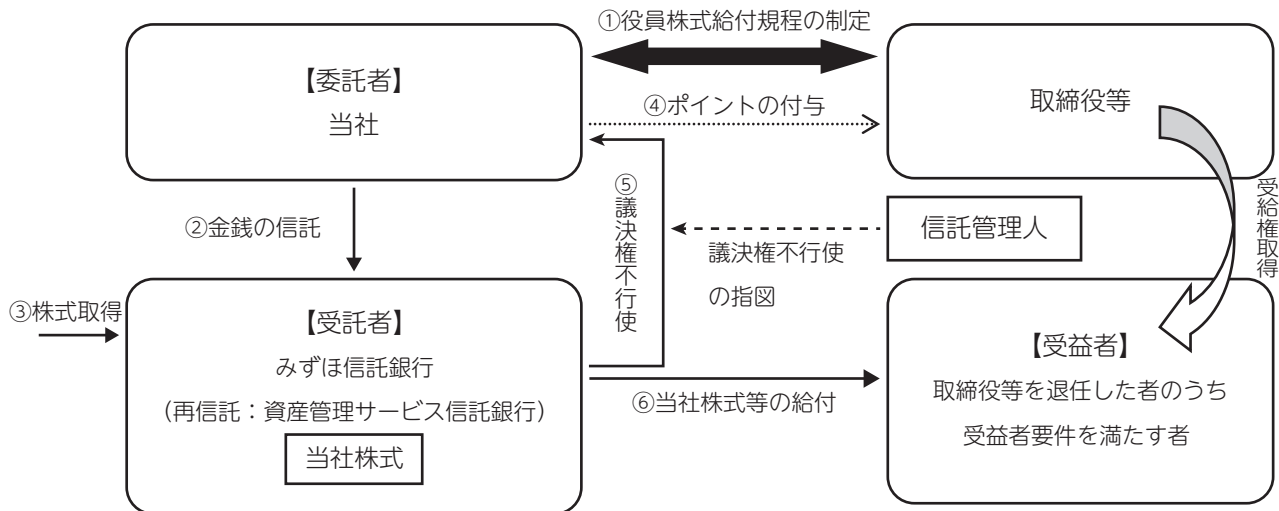 ①役員株式給付規程の制定
【委託者】
当社
取締役等
④ポイントの付与
⑤議決権不行使
受給権取得
②金銭の信託
信託管理人
議決権不行使
の指図
③株式取得
【受託者】
みずほ信託銀行
（再信託：資産管理サービス信託銀行）
当社株式
⑥当社株式等の給付
【受益者】
取締役等を退任した者のうち
受益者要件を満たす者